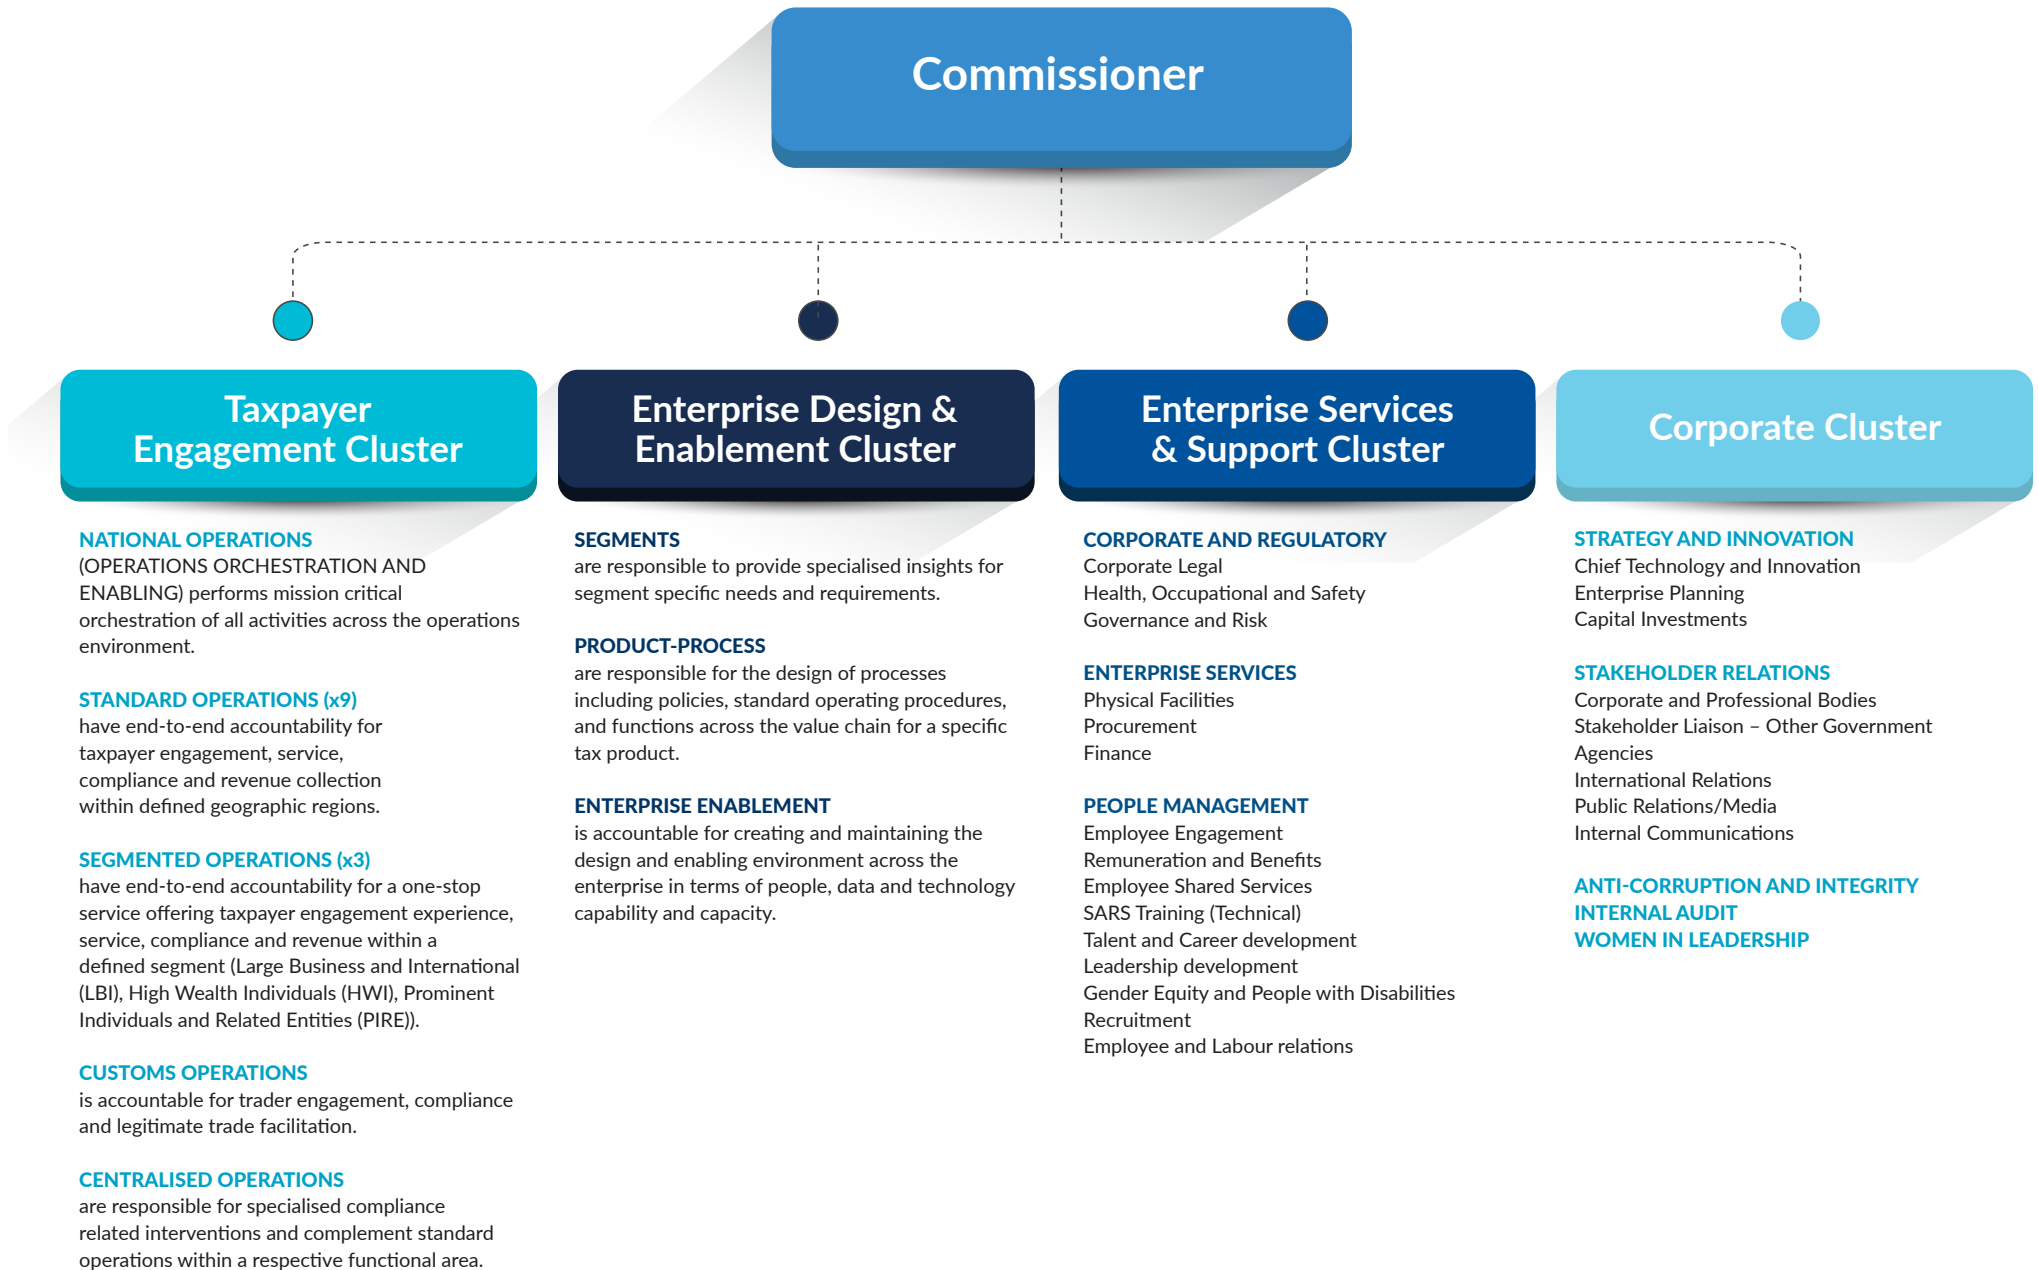 Commissioner
Taxpayer
Engagement Cluster
NATIONAL OPERATIONS
(OPERATIONS ORCHESTRATION AND
ENABLING) performs mission critical
orchestration of all activities across the operations
environment.
STANDARD OPERATIONS (x9)
have end-to-end accountability for
taxpayer engagement, service,
compliance and revenue collection
within defined geographic regions.
SEGMENTED OPERATIONS (x3)
have end-to-end accountability for a one-stop
service offering taxpayer engagement experience,
service, compliance and revenue within a
defined segment (Large Business and International
(LBI), High Wealth Individuals (HWI), Prominent
Individuals and Related Entities (PIRE)).
CUSTOMS OPERATIONS
is accountable for trader engagement, compliance
and legitimate trade facilitation.
CENTRALISED OPERATIONS
are responsible for specialised compliance
related interventions and complement standard
operations within a respective functional area.
Enterprise Design &
Enablement Cluster
SEGMENTS
are responsible to provide specialised insights for
segment specific needs and requirements.
PRODUCT-PROCESS
are responsible for the design of processes
including policies, standard operating procedures,
and functions across the value chain for a specific
tax product.
ENTERPRISE ENABLEMENT
is accountable for creating and maintaining the
design and enabling environment across the
enterprise in terms of people, data and technology
capability and capacity.
Enterprise Services
& Support Cluster
CORPORATE AND REGULATORY
Corporate Legal
Health, Occupational and Safety
Governance and Risk
ENTERPRISE SERVICES
Physical Facilities
Procurement
Finance
PEOPLE MANAGEMENT
Employee Engagement
Remuneration and Benefits
Employee Shared Services
SARS Training (Technical)
Talent and Career development
Leadership development
Gender Equity and People with Disabilities
Recruitment
Employee and Labour relations
Corporate Cluster
STRATEGY AND INNOVATION
Chief Technology and Innovation
Enterprise Planning
Capital Investments
STAKEHOLDER RELATIONS
Corporate and Professional Bodies
Stakeholder Liaison – Other Government
Agencies
International Relations
Public Relations/Media
Internal Communications
ANTI-CORRUPTION AND INTEGRITY
INTERNAL AUDIT
WOMEN IN LEADERSHIP